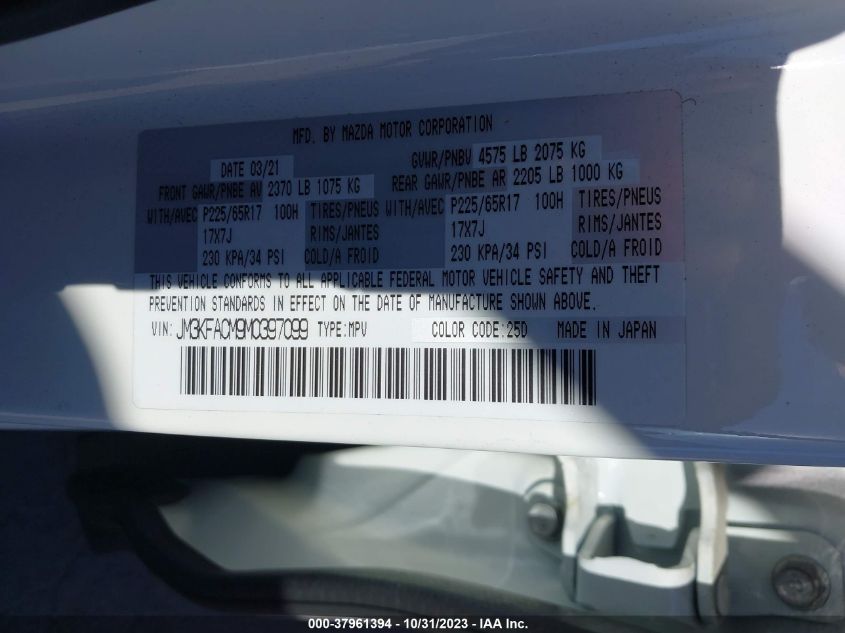 MFD. BY MAZDA MOTOR CORPORATION
DATE 03/21 GVWR/PNBV 4575 LB 2075 KG
FRONT GAWR/PNBE AV 2370 LB 1075 KG REAR GAWR/PNBE AR 2205 LB 1000 KG
WITH/AVEC P225/65R17 100H TIRES/PNEUS WITH/AVEC P225/65R17 100H TIRES/PNEUS
17X7J RIMS/JANTES 17X7J RIMS/JANTES
230 KPA/34 PSI COLD/A FROID 230 KPA/34 PSI COLD/A FROID
THIS VEHICLE CONFORMS TO ALL APPLICABLE FEDERAL MOTOR VEHICLE SAFETY AND THEFT
PREVENTION STANDARDS IN EFFECT ON THE DATE OF MANUFACTURE SHOWN ABOVE.
VIN: JM3KFACM9M0397099 TYPE:MPV COLOR CODE:25D MADE IN JAPAN
000-37961394 - 10/31/2023 - IAA Inc.